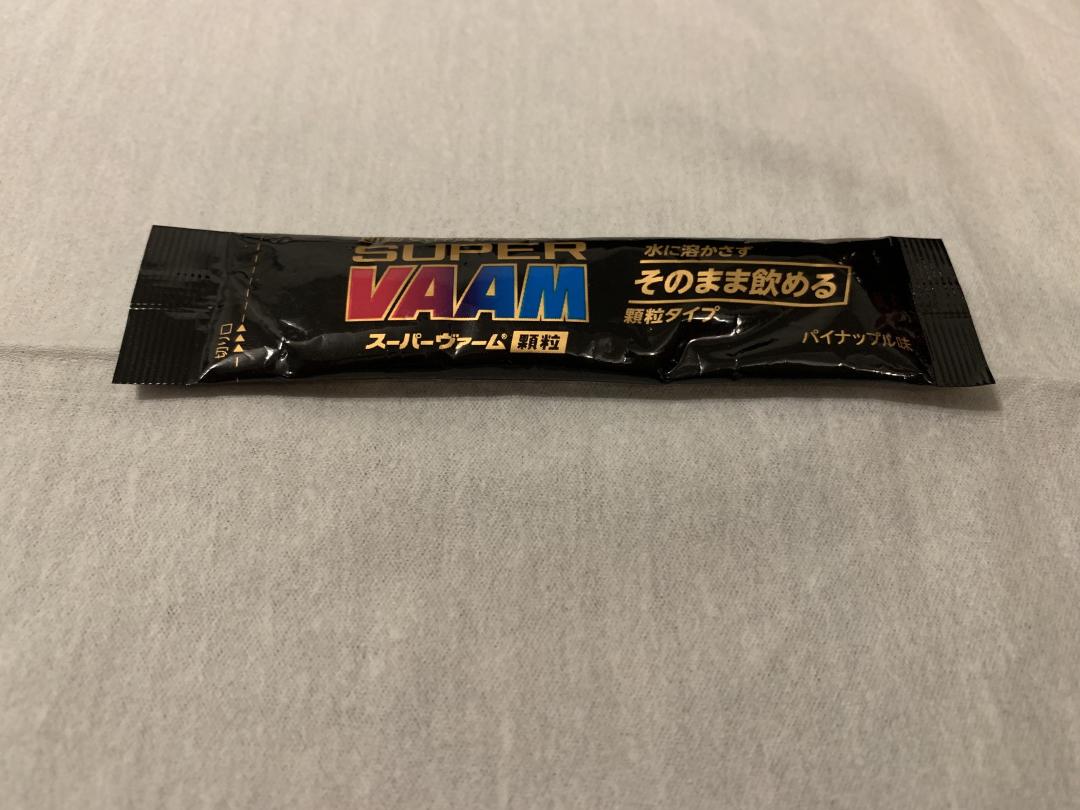 SUPER
VAAM
スーパーヴァーム 顆粒
水に溶かさず
そのまま飲める
顆粒タイプ
パイナップル味
切り口